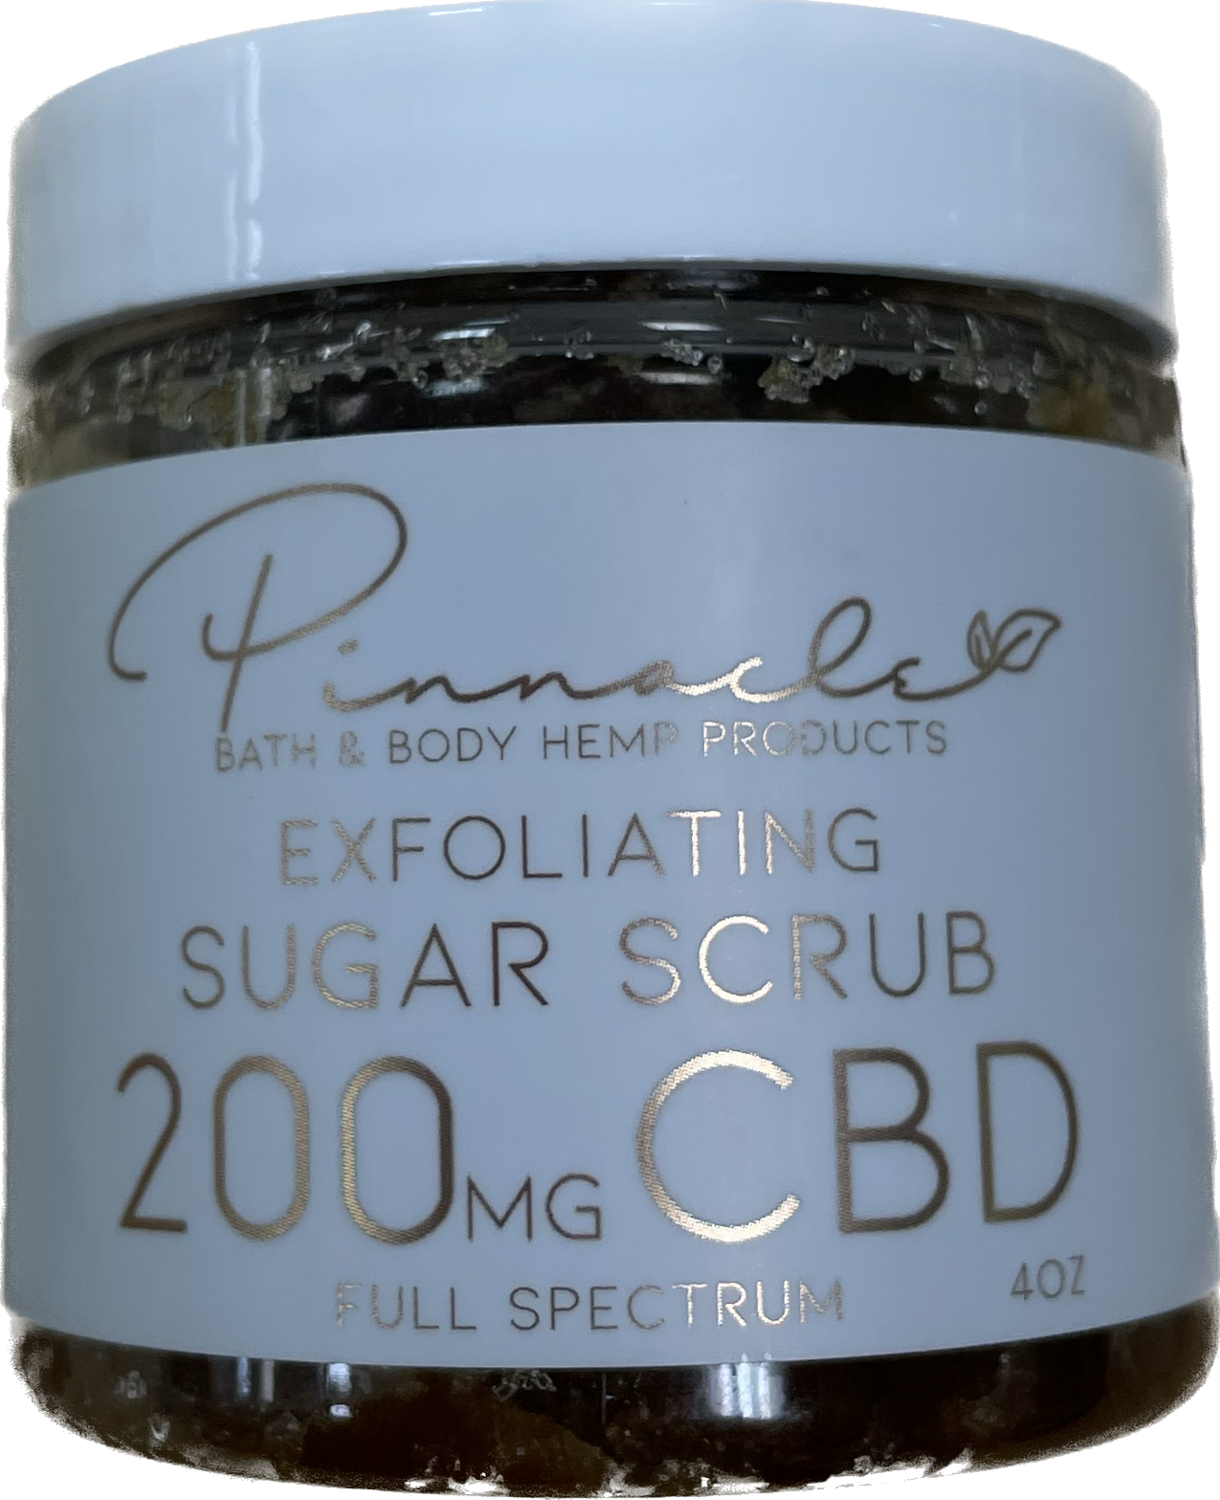 Pinnacle
BATH & BODY HEMP PRODUCTS
EXFOLIATING
SUGAR SCRUB
200MG CBD
4OZ
FULL SPECTRUM